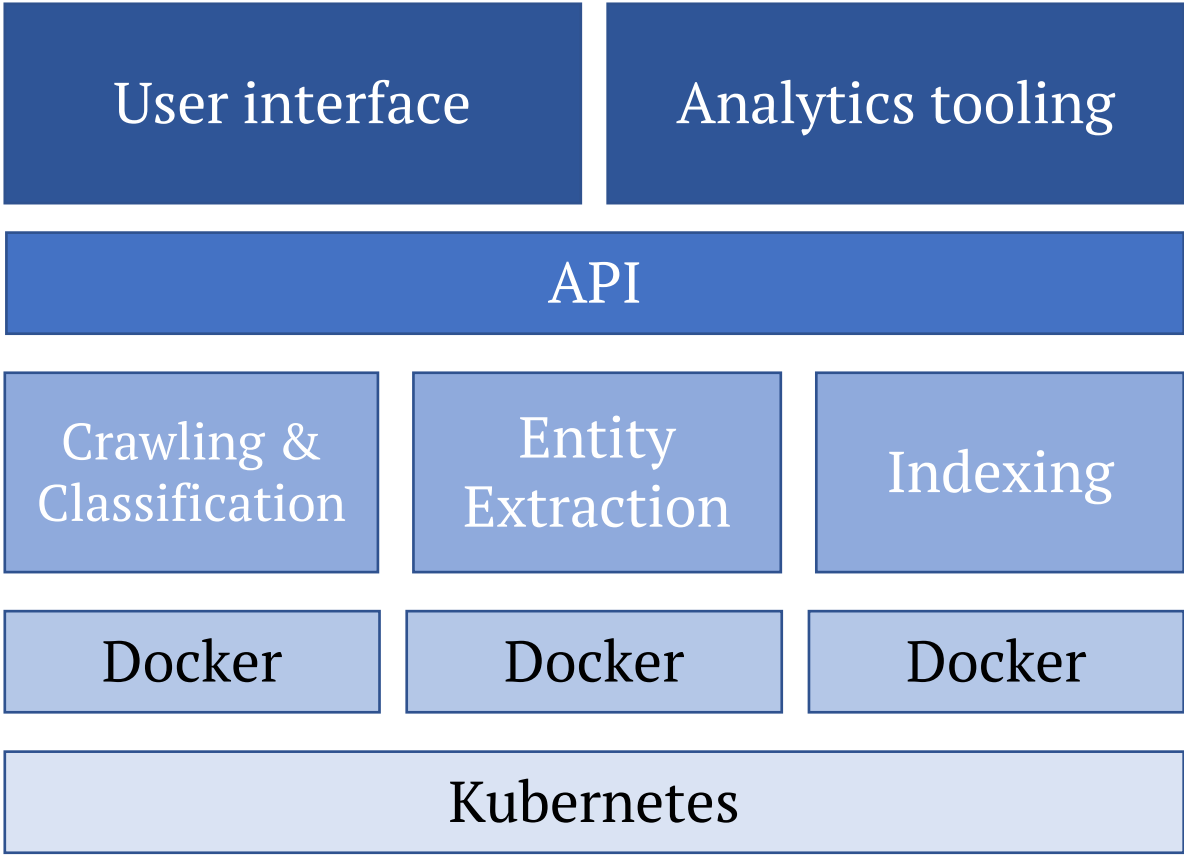 User interface
Analytics tooling
API
Crawling &
Classification
Entity
Extraction
Indexing
Docker
Docker
Docker
Kubernetes